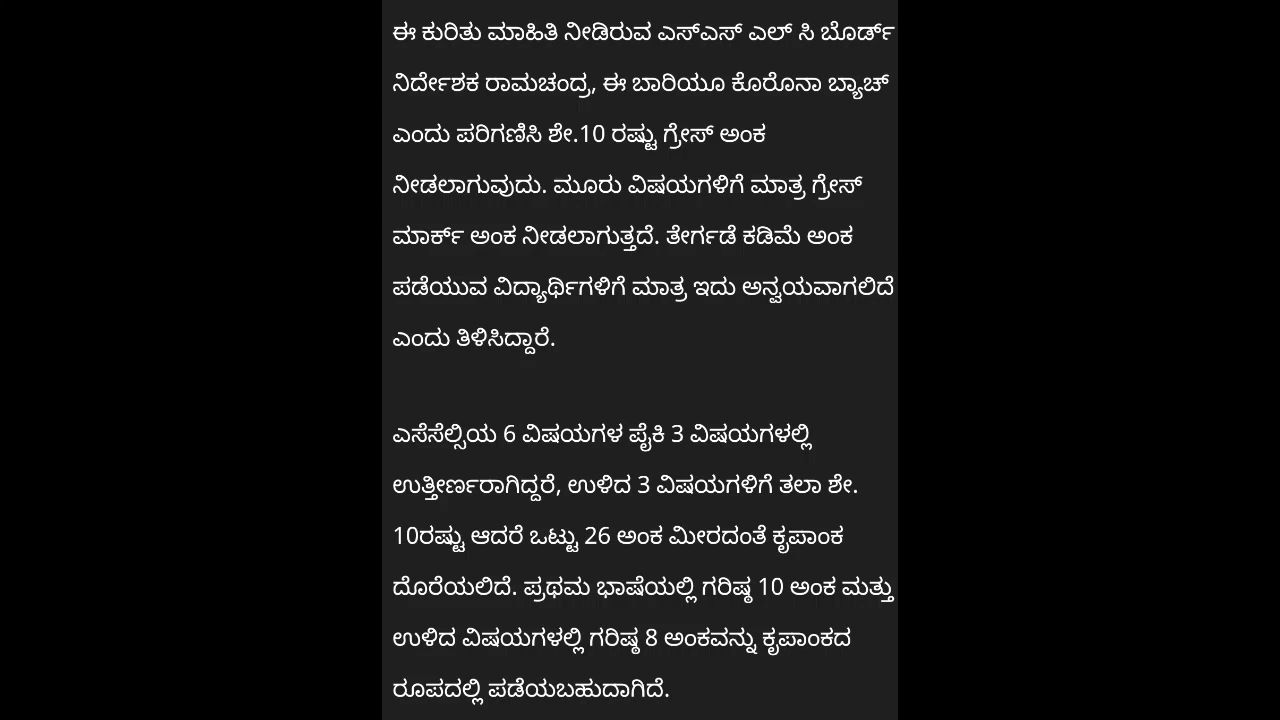 ಈ ಕುರಿತು ಮಾಹಿತಿ ನೀಡಿರುವ ಎಸ್ಎಸ್ ಎಲ್ ಸಿ ಬೊರ್ಡ್
ನಿರ್ದೇಶಕ ರಾಮಚಂದ್ರ, ಈ ಬಾರಿಯೂ ಕೊರೊನಾ ಬ್ಯಾಚ್
ಎಂದು ಪರಿಗಣಿಸಿ ಶೇ.10 ರಷ್ಟು ಗ್ರೇಸ್ ಅಂಕ
ನೀಡಲಾಗುವುದು. ಮೂರು ವಿಷಯಗಳಿಗೆ ಮಾತ್ರ ಗ್ರೇಸ್
ಮಾರ್ಕ್ ಅಂಕ ನೀಡಲಾಗುತ್ತದೆ. ತೇರ್ಗಡೆ ಕಡಿಮೆ ಅಂಕ
ಪಡೆಯುವ ವಿದ್ಯಾರ್ಥಿಗಳಿಗೆ ಮಾತ್ರ ಇದು ಅನ್ವಯವಾಗಲಿದೆ
ಎಂದು ತಿಳಿಸಿದ್ದಾರೆ.
ಎಸೆಸೆಲ್ಸಿಯ 6 ವಿಷಯಗಳ ಪೈಕಿ 3 ವಿಷಯಗಳಲ್ಲಿ
ಉತ್ತೀರ್ಣರಾಗಿದ್ದರೆ, ಉಳಿದ 3 ವಿಷಯಗಳಿಗೆ ತಲಾ ಶೇ.
10ರಷ್ಟು ಆದರೆ ಒಟ್ಟು 26 ಅಂಕ ಮೀರದಂತೆ ಕೃಪಾಂಕ
ದೊರೆಯಲಿದೆ. ಪ್ರಥಮ ಭಾಷೆಯಲ್ಲಿ ಗರಿಷ್ಠ 10 ಅಂಕ ಮತ್ತು
ಉಳಿದ ವಿಷಯಗಳಲ್ಲಿ ಗರಿಷ್ಠ 8 ಅಂಕವನ್ನು ಕೃಪಾಂಕದ
ರೂಪದಲ್ಲಿ ಪಡೆಯಬಹುದಾಗಿದೆ.